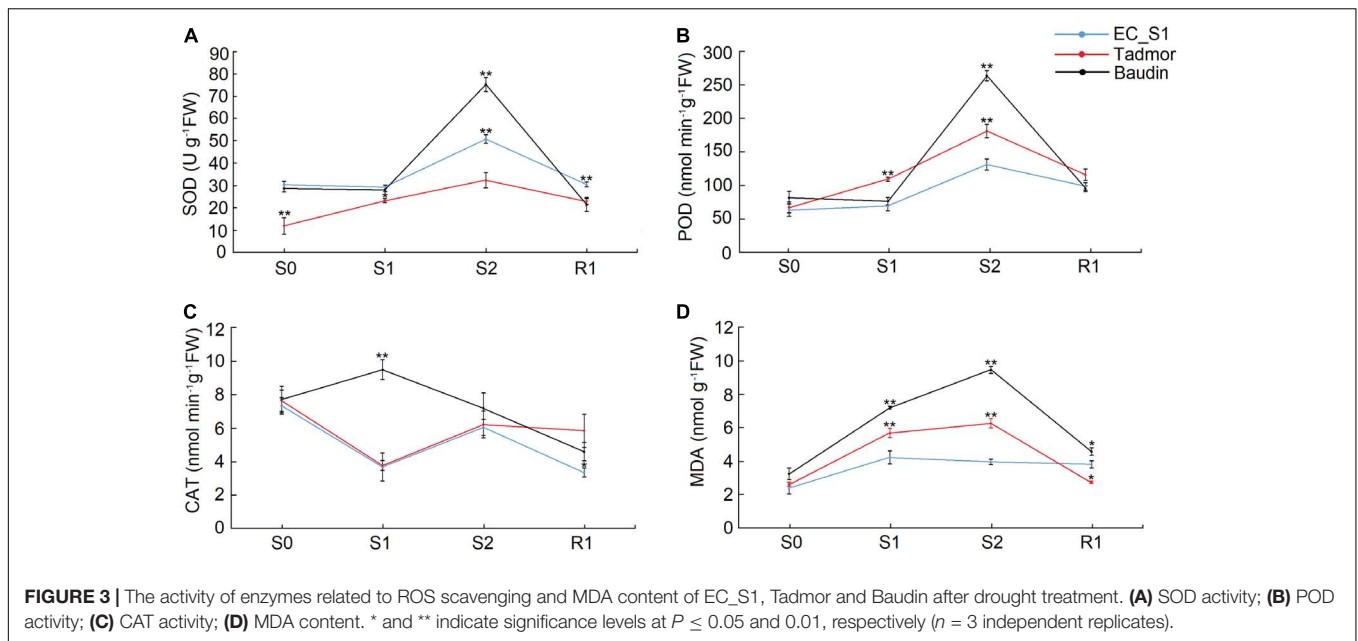 A
90
80
70
60
50
40
30
20
10
0
SOD (U g-1FW)
**
**
**
*
**
S0 S1 S2 R1
B
300
250
200
150
100
50
0
POD (nmol min-1g-1FW)
**
**
**
S0 S1 S2 R1
EC_S1
Tadmor
Baudin
C
12
10
8
6
4
2
0
CAT (nmol min-1g-1FW)
**
*
S0 S1 S2 R1
D
12
10
8
6
4
2
0
MDA (nmol g-1FW)
**
**
**
**
*
*
S0 S1 S2 R1
FIGURE 3 | The activity of enzymes related to ROS scavenging and MDA content of EC_S1, Tadmor and Baudin after drought treatment. (A) SOD activity; (B) POD
activity; (C) CAT activity; (D) MDA content. * and ** indicate significance levels at P ≤ 0.05 and 0.01, respectively (n = 3 independent replicates).